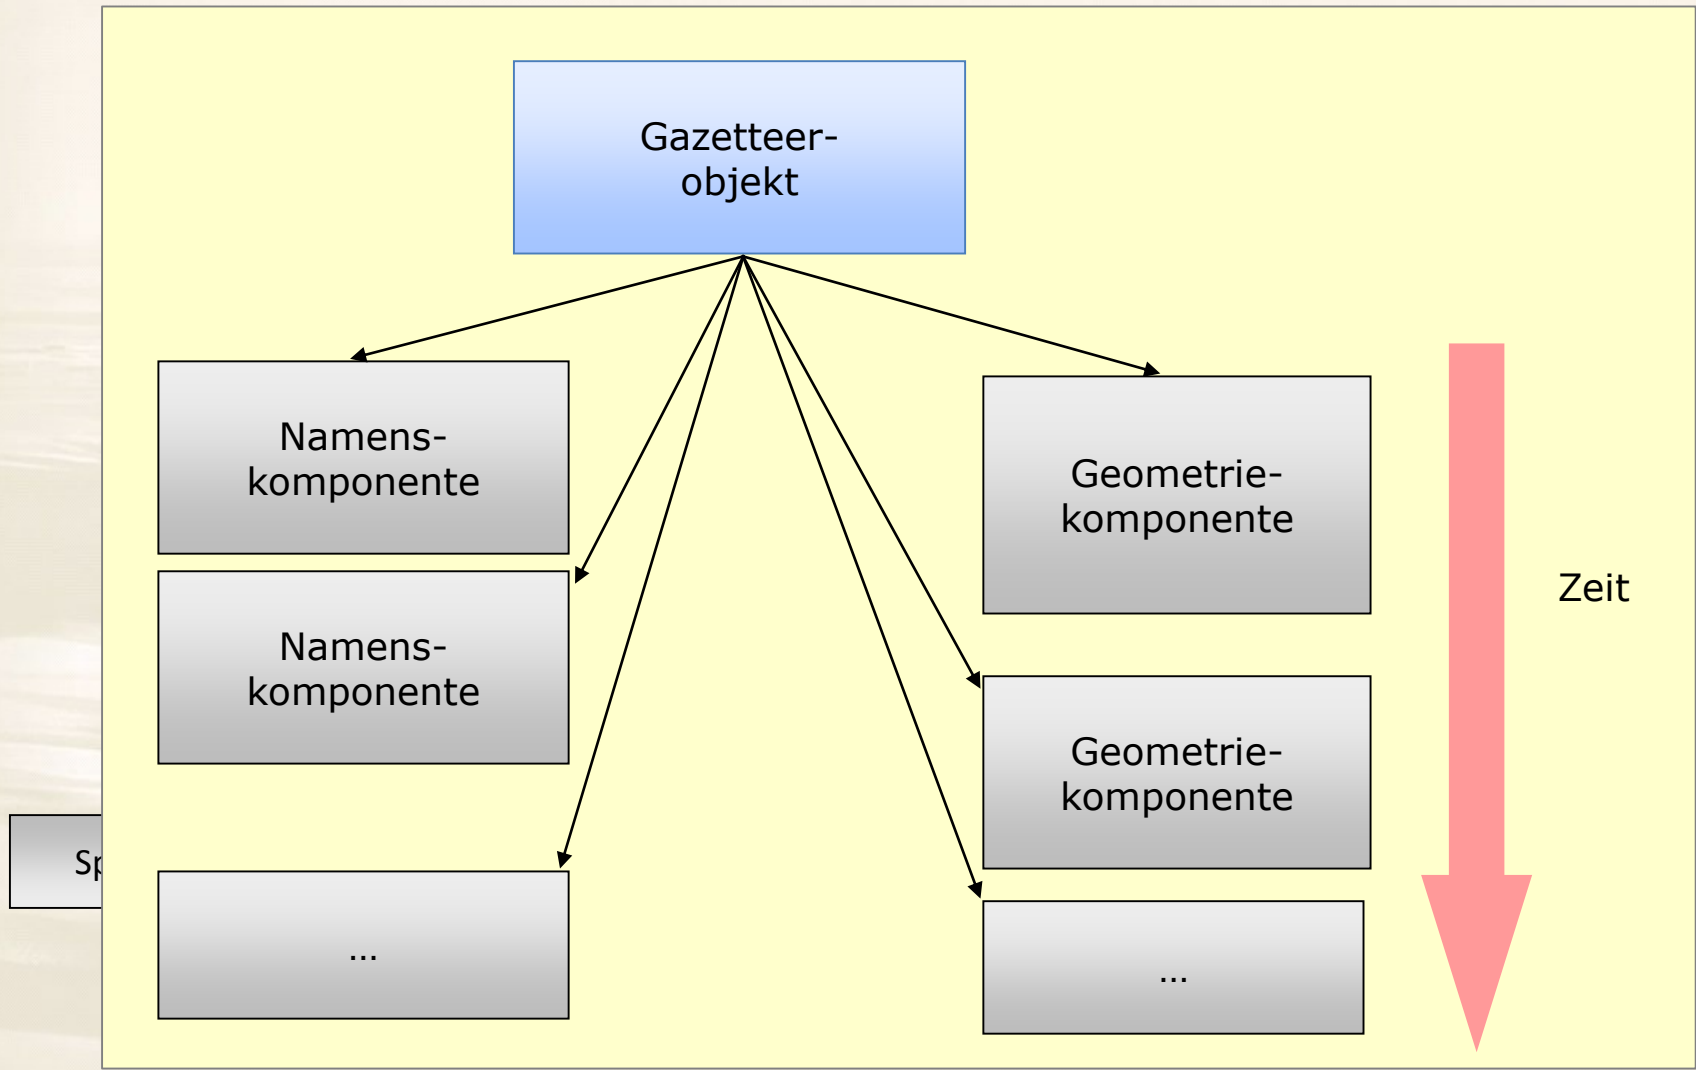 Gazetteer-
objekt
Namens-
komponente
Namens-
komponente
...
Geometrie-
komponente
Geometrie-
komponente
...
Zeit